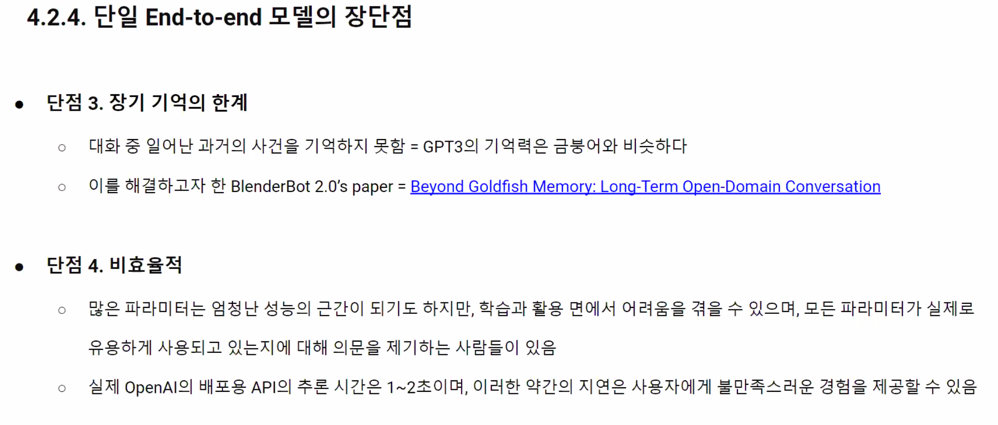 4.2.4. 단일 End-to-end 모델의 장단점
● 단점 3. 장기 기억의 한계
○ 대화 중 일어난 과거의 사건을 기억하지 못함 = GPT3의 기억력은 금붕어와 비슷하다
○ 이를 해결하고자 한 BlenderBot 2.0’s paper = Beyond Goldfish Memory: Long-Term Open-Domain Conversation
● 단점 4. 비효율적
○ 많은 파라미터는 엄청난 성능의 근간이 되기도 하지만, 학습과 활용 면에서 어려움을 겪을 수 있으며, 모든 파라미터가 실제로
유용하게 사용되고 있는지에 대해 의문을 제기하는 사람들이 있음
○ 실제 OpenAI의 배포용 API의 추론 시간은 1~2초이며, 이러한 약간의 지연은 사용자에게 불만족스러운 경험을 제공할 수 있음